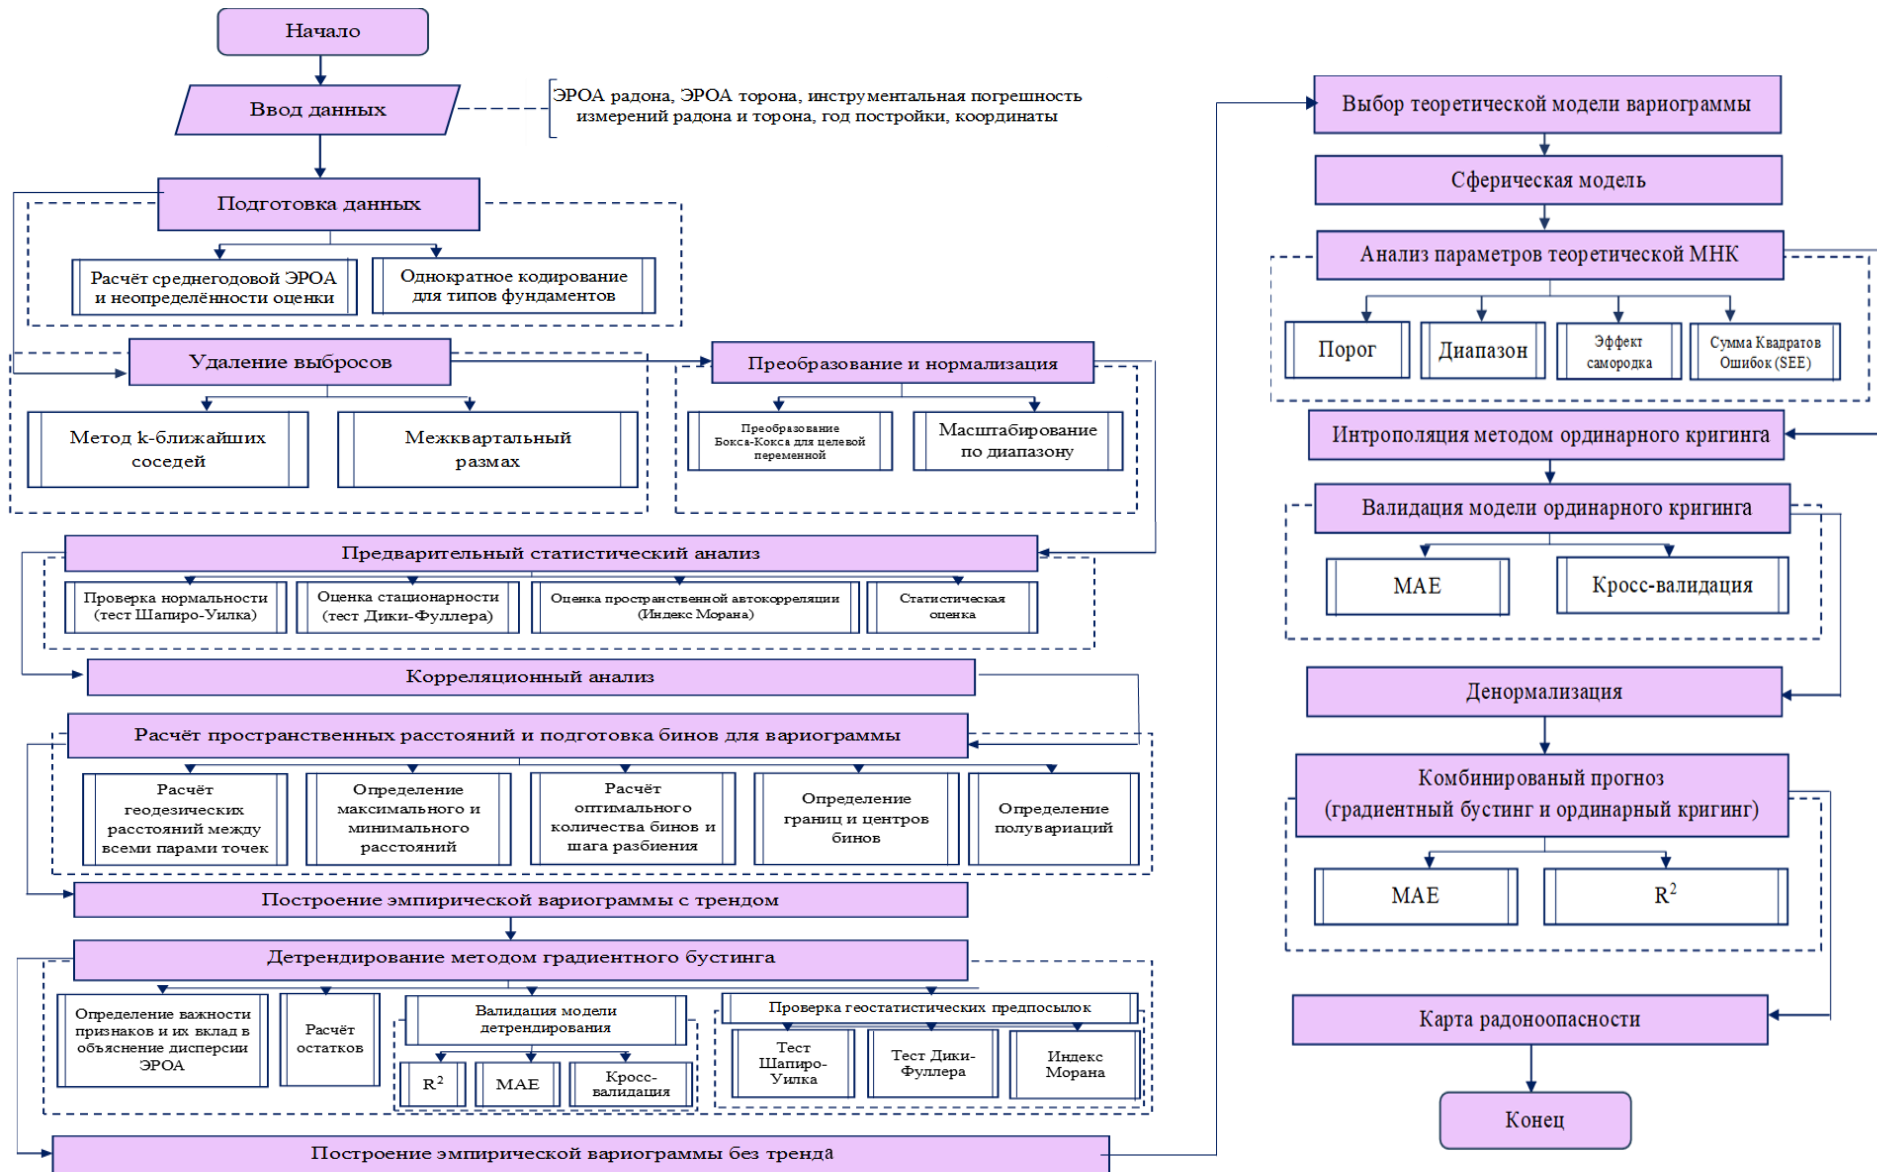 Начало
Ввод данных
ЭРОА радона, ЭРОА торона, инструментальная погрешность
измерений радона и торона, год постройки, координаты
Подготовка данных
Расчёт среднегодовой ЭРОА
и неопределённости оценки
Однократное кодирование
для типов фундаментов
Удаление выбросов
Метод k-ближайших
соседей
Межквартальный
размах
Преобразование и нормализация
Преобразование
Бокса-Кокса для целевой
переменной
Масштабирование
по диапазону
Предварительный статистический анализ
Проверка нормальности
(тест Шапиро-Уилка)
Оценка стационарности
(тест Дики-Фуллера)
Оценка пространственной автокорреляции
(Индекс Морана)
Статистическая
оценка
Корреляционный анализ
Расчёт пространственных расстояний и подготовка бинов для вариограммы
Расчёт
геодезических
расстояний между
всеми парами точек
Определение
максимального и
минимального
расстояний
Расчёт
оптимального
количества бинов и
шага разбиения
Определение
границ и центров
бинов
Определение
полувариаций
Построение эмпирической вариограммы с трендом
Детрендирование методом градиентного бустинга
Определение важности
признаков и их вклад в
объяснение дисперсии
ЭРОА
Расчёт
остатков
Валидация модели
детрендирования
R²
MAE
Кросс-
валидация
Проверка геостатистических предпосылок
Тест
Шапиро-
Уилка
Тест Дики-
Фуллера
Индекс
Морана
Построение эмпирической вариограммы без тренда
Выбор теоретической модели вариограммы
Сферическая модель
Анализ параметров теоретической МНК
Порог
Диапазон
Эффект
самородка
Сумма Квадратов
Ошибок (SEE)
Интрополяция методом ординарного кригинга
Валидация модели ординарного кригинга
MAE
Кросс-валидация
Денормализация
Комбинированый прогноз
(градиентный бустинг и ординарный кригинг)
MAE
R²
Карта радоноопасности
Конец